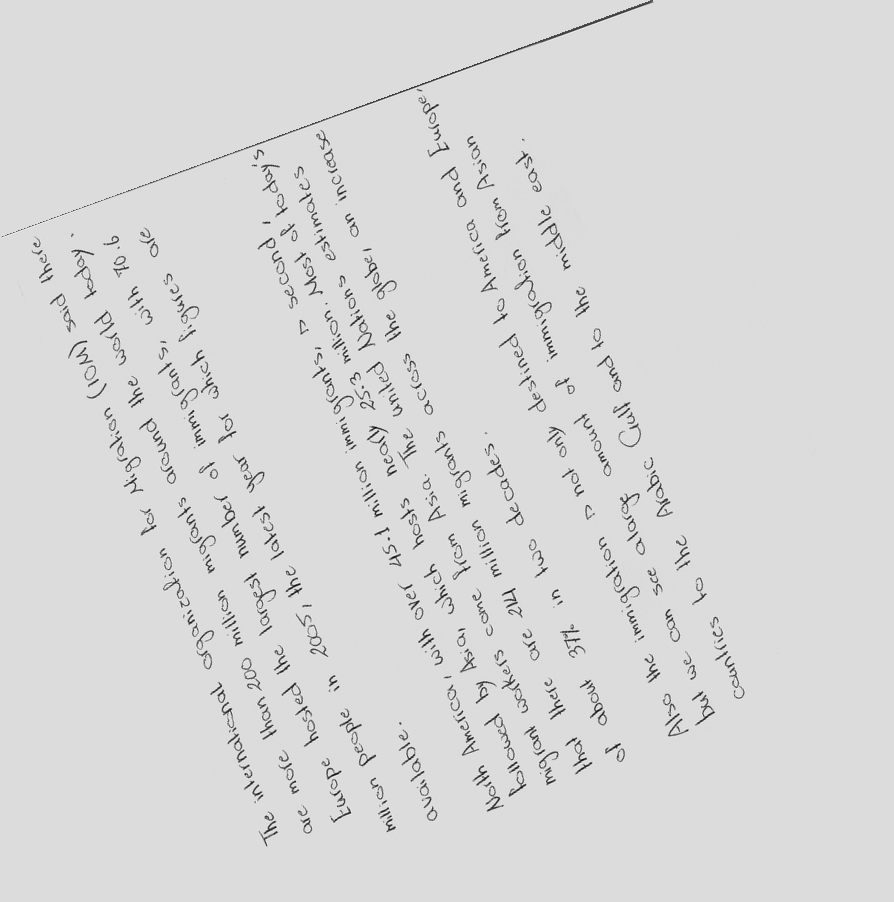 The international organization for Migration (IOM) said there
are more than 200 million migrants around the world today.
Europe hosted the largest number of immigrants, with 70.6
million people in 2005, the latest year for which figures are
available.
North America, with over 45.1 million immigrants, is second,
followed by Asia, which hosts nearly 25.3 million. Most of today's
migrant workers come from Asia. The united Nations estimates
that there are 214 million migrants across the globe, an increase
of about 37% in two decades.
Also the immigration is not only destined to America and Europe,
but we can see alarge amount of immigration from Asian
countries to the Arabic Gulf and to the middle east.